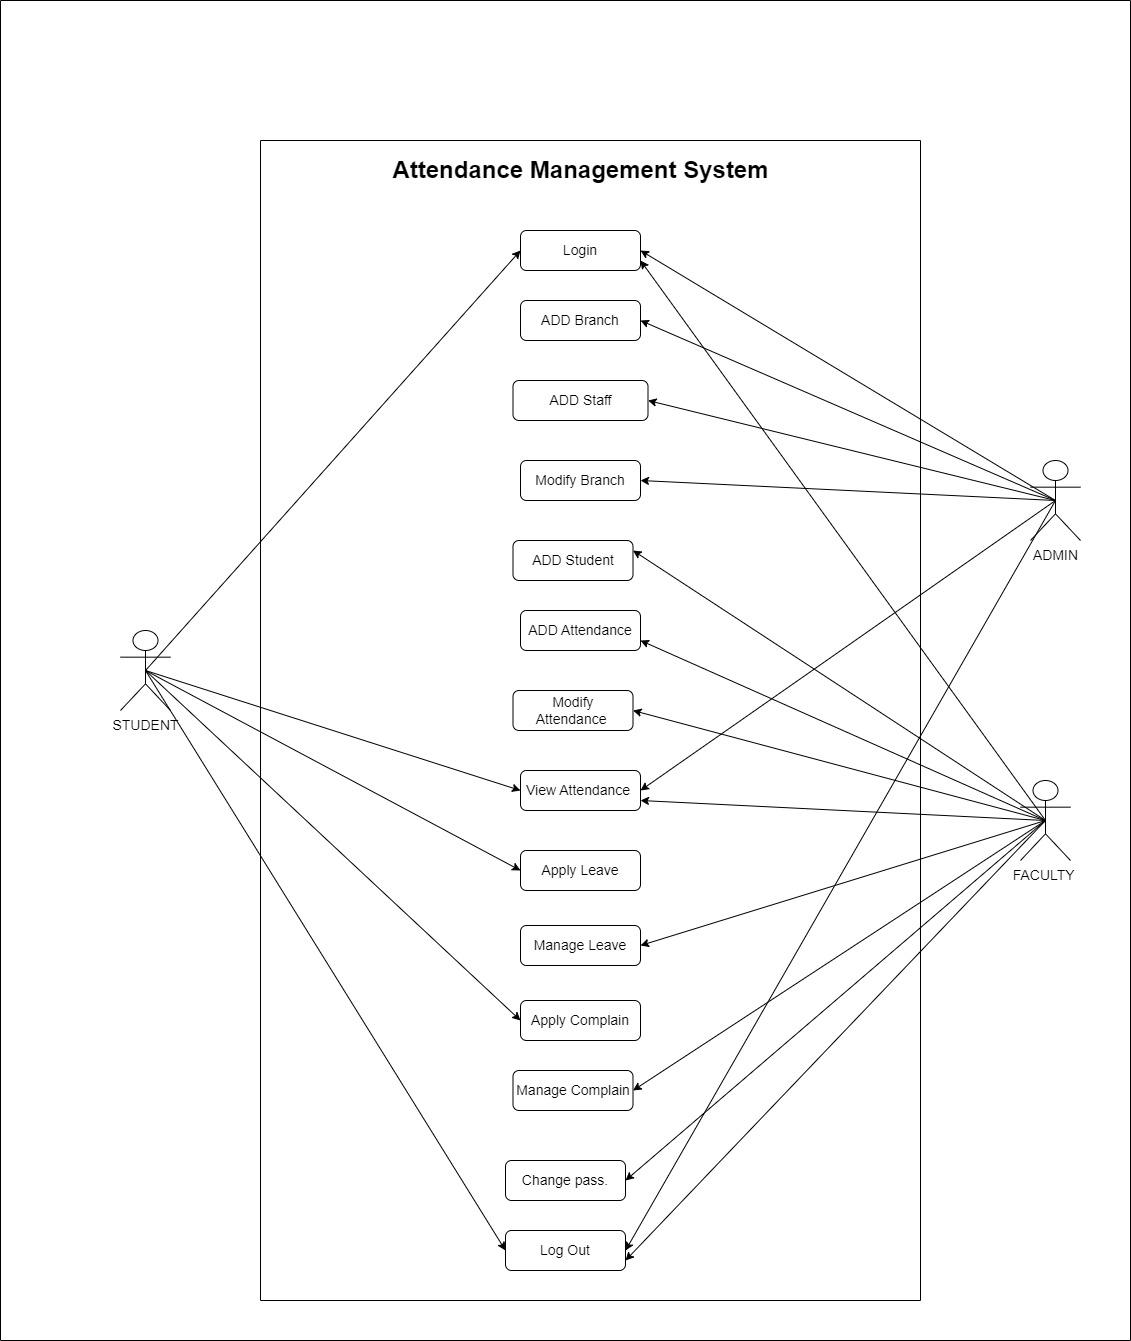 Attendance Management System
Login
ADD Branch
ADD Staff
Modify Branch
ADD Student
ADD Attendance
Modify
Attendance
View Attendance
Apply Leave
Manage Leave
Apply Complain
Manage Complain
Change pass.
Log Out
STUDENT
ADMIN
FACULTY